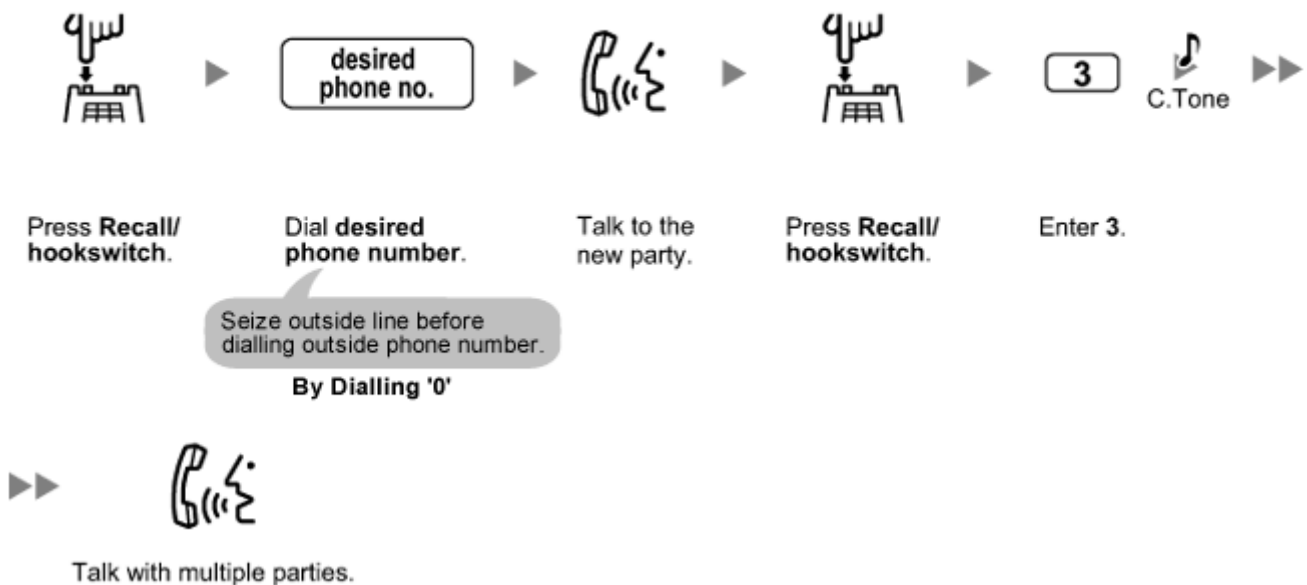 desired
phone no.
3
C.Tone
Press Recall/
hookswitch.
Dial desired
phone number.
Talk to the
new party.
Press Recall/
hookswitch.
Enter 3.
Seize outside line before
dialling outside phone number.
By Dialling '0'
Talk with multiple parties.